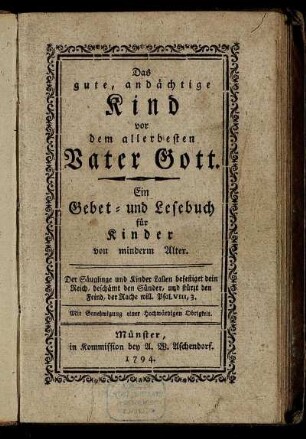 Das
gute, andächtige
Kind
vor
dem allerbesten
Vater Gott.
Ein
Gebet- und Lesebuch
für
Kinder
von minderm Alter.
Der Säuglinge und Kinder Lallen befestiget dein
Reich, beschämt den Sünder, und stürzt den
Feind, der Rache will. Psal. VIII, 3.
Mit Genehmigung einer Hochwürdigen Obrigkeit.
Münster,
in Kommission bey A. W. Aschendorf.
1794.